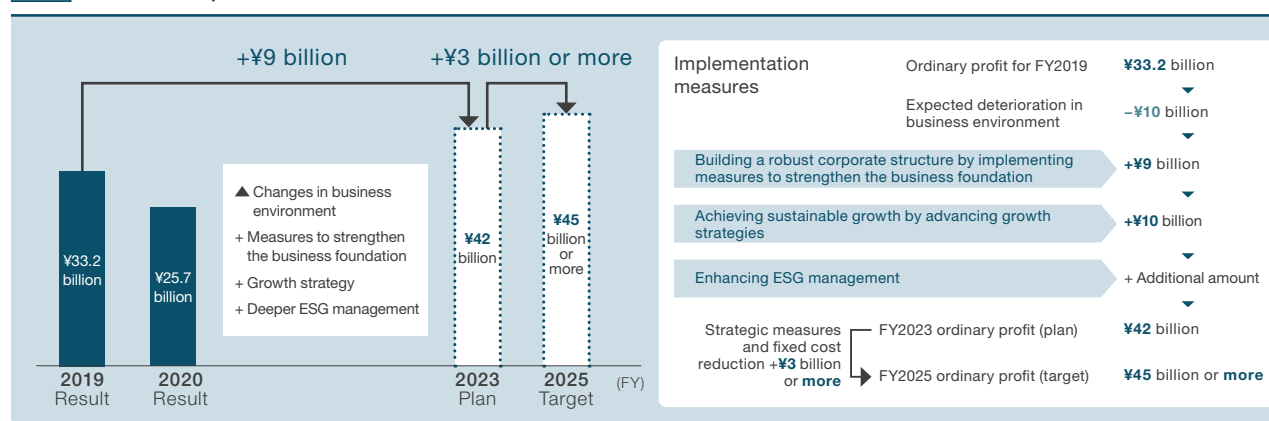 +¥9 billion
+¥3 billion or more
¥33.2
billion
¥25.7
billion
▲ Changes in business
environment
+ Measures to strengthen
the business foundation
+ Growth strategy
+ Deeper ESG management
¥42
billion
¥45
billion
or
more
2019
Result
2020
Result
2023
Plan
2025
Target
(FY)
Implementation
measures
Ordinary profit for FY2019
¥33.2 billion
Expected deterioration in
business environment
−¥10 billion
Building a robust corporate structure by implementing
measures to strengthen the business foundation
+¥9 billion
Achieving sustainable growth by advancing growth
strategies
+¥10 billion
Enhancing ESG management
+ Additional amount
Strategic measures
and fixed cost
reduction +¥3 billion
or more
FY2023 ordinary profit (plan)
¥42 billion
FY2025 ordinary profit (target)
¥45 billion or more